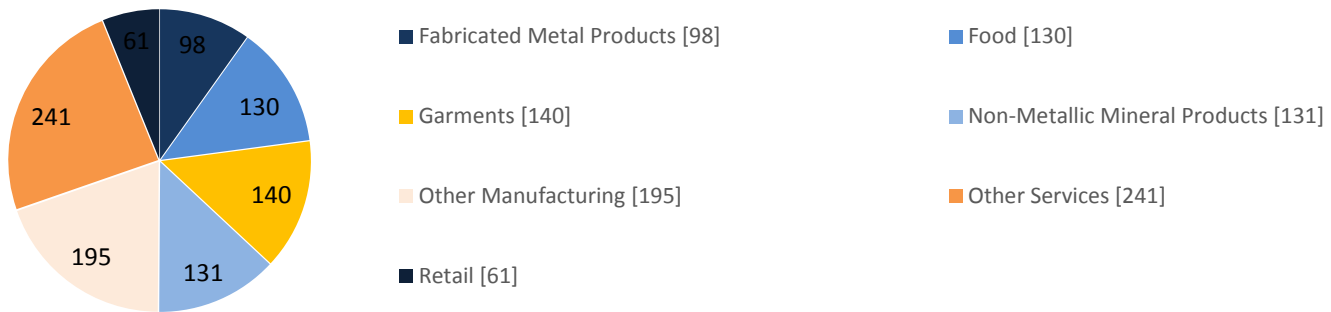 61
98
241
130
140
195
131
Fabricated Metal Products [98]
Food [130]
Garments [140]
Non-Metallic Mineral Products [131]
Other Manufacturing [195]
Other Services [241]
Retail [61]